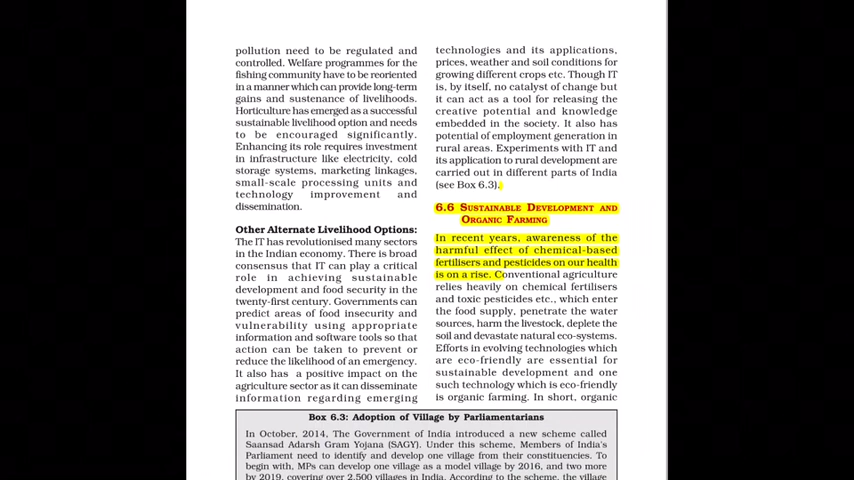 pollution need to be regulated and
controlled. Welfare programmes for the
fishing community have to be reoriented
in a manner which can provide long-term
gains and sustenance of livelihoods.
Horticulture has emerged as a successful
sustainable livelihood option and needs
to be encouraged significantly.
Enhancing its role requires investment
in infrastructure like electricity, cold
storage systems, marketing linkages,
small-scale processing units and
technology improvement and
dissemination.
Other Alternate Livelihood Options:
The IT has revolutionised many sectors
in the Indian economy. There is broad
consensus that IT can play a critical
role in achieving sustainable
development and food security in the
twenty-first century. Governments can
predict areas of food insecurity and
vulnerability using appropriate
information and software tools so that
action can be taken to prevent or
reduce the likelihood of an emergency.
It also has a positive impact on the
agriculture sector as it can disseminate
information regarding emerging
technologies and its applications,
prices, weather and soil conditions for
growing different crops etc. Though IT
is, by itself, no catalyst of change but
it can act as a tool for releasing the
creative potential and knowledge
embedded in the society. It also has
potential of employment generation in
rural areas. Experiments with IT and
its application to rural development are
carried out in different parts of India
(see Box 6.3).
6.6 SUSTAINABLE DEVELOPMENT AND
ORGANIC FARMING
In recent years, awareness of the
harmful effect of chemical-based
fertilisers and pesticides on our health
is on a rise. Conventional agriculture
relies heavily on chemical fertilisers
and toxic pesticides etc., which enter
the food supply, penetrate the water
sources, harm the livestock, deplete the
soil and devastate natural eco-systems.
Efforts in evolving technologies which
are eco-friendly are essential for
sustainable development and one
such technology which is eco-friendly
is organic farming. In short, organic
Box 6.3: Adoption of Village by Parliamentarians
In October, 2014, The Government of India introduced a new scheme called
Saansad Adarsh Gram Yojana (SAGY). Under this scheme, Members of India's
Parliament need to identify and develop one village from their constituencies. To
begin with, MPs can develop one village as a model village by 2016, and two more
by 2019, covering over 2,500 villages in India. According to the scheme, the village